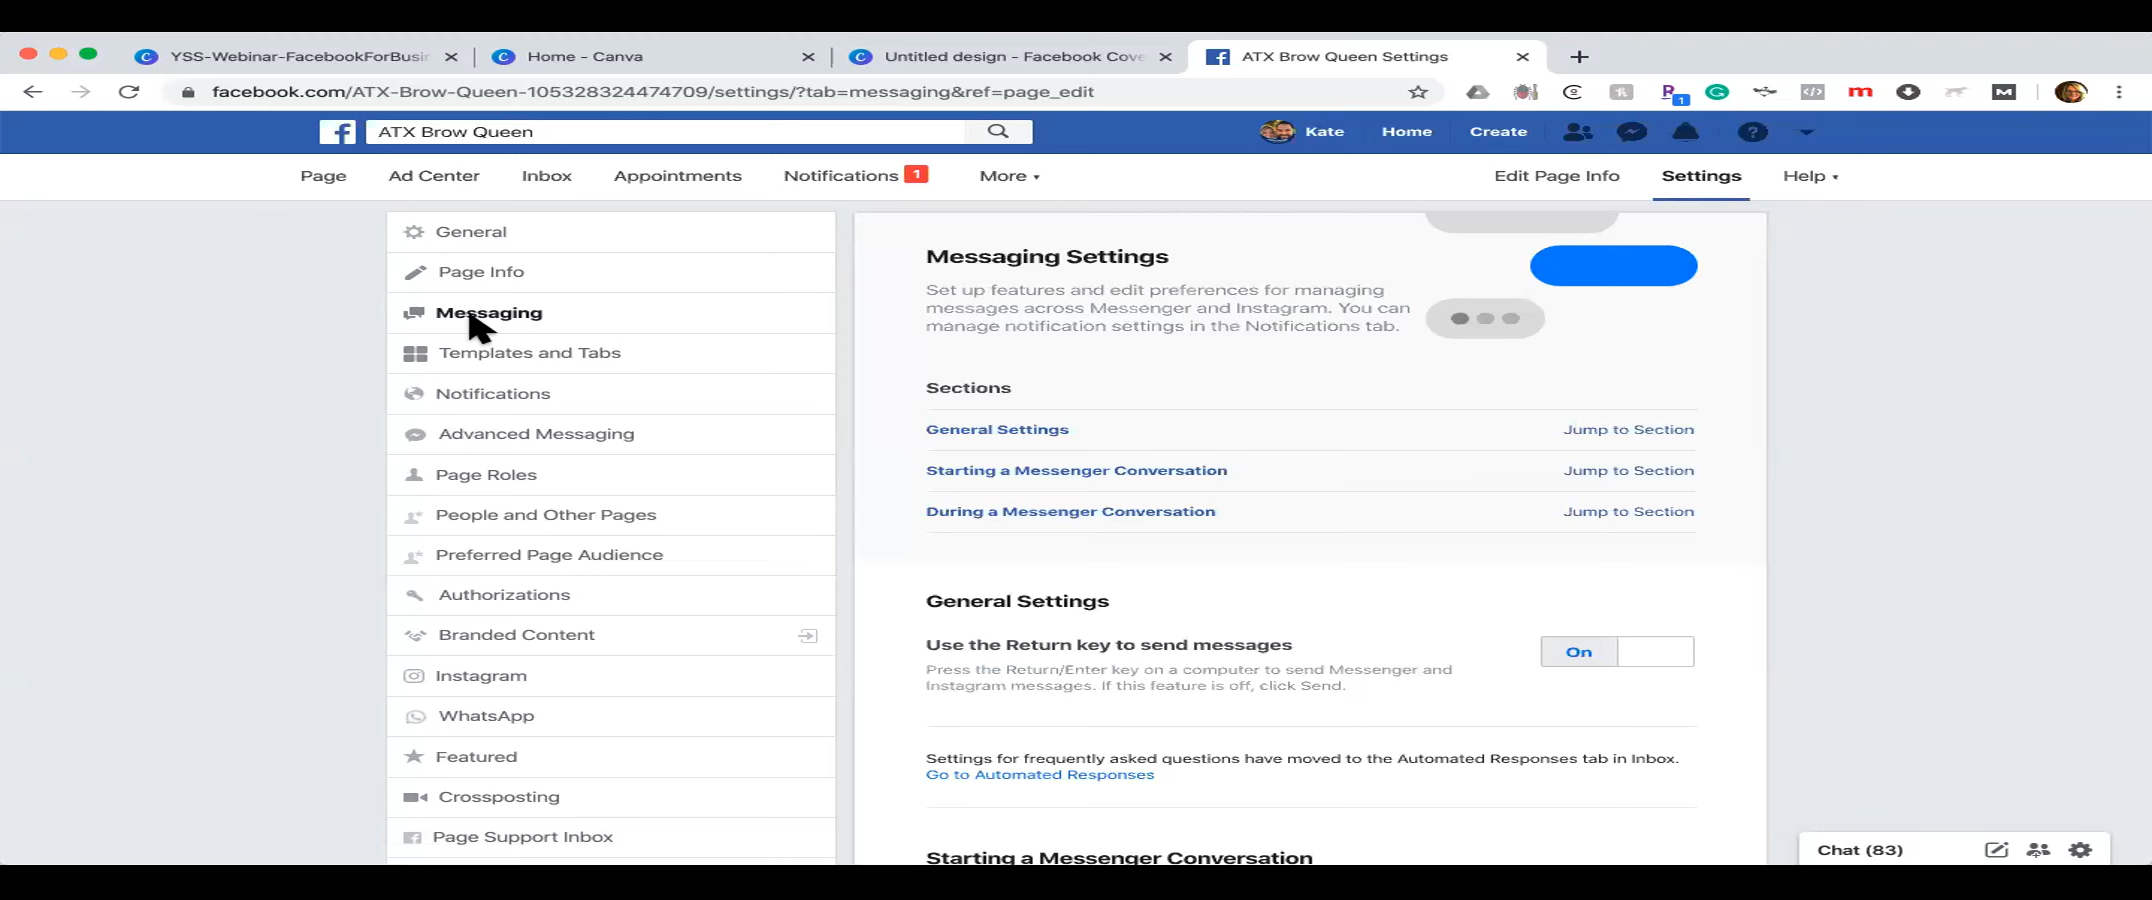 YSS-Webinar-FacebookForBusin
Home - Canva
Untitled design - Facebook Cove
ATX Brow Queen Settings
facebook.com/ATX-Brow-Queen-105328324474709/settings/?tab=messaging&ref=page_edit
ATX Brow Queen
Kate
Home
Create
Page
Ad Center
Inbox
Appointments
Notifications 1
More
Edit Page Info
Settings
Help
General
Page Info
Messaging
Templates and Tabs
Notifications
Advanced Messaging
Page Roles
People and Other Pages
Preferred Page Audience
Authorizations
Branded Content
Instagram
WhatsApp
Featured
Crossposting
Page Support Inbox
Messaging Settings
Set up features and edit preferences for managing
messages across Messenger and Instagram. You can
manage notification settings in the Notifications tab.
Sections
General Settings Jump to Section
Starting a Messenger Conversation Jump to Section
During a Messenger Conversation Jump to Section
General Settings
Use the Return key to send messages
On
Press the Return/Enter key on a computer to send Messenger and
Instagram messages. If this feature is off, click Send.
Settings for frequently asked questions have moved to the Automated Responses tab in Inbox.
Go to Automated Responses
Starting a Messenger Conversation
Chat (83)